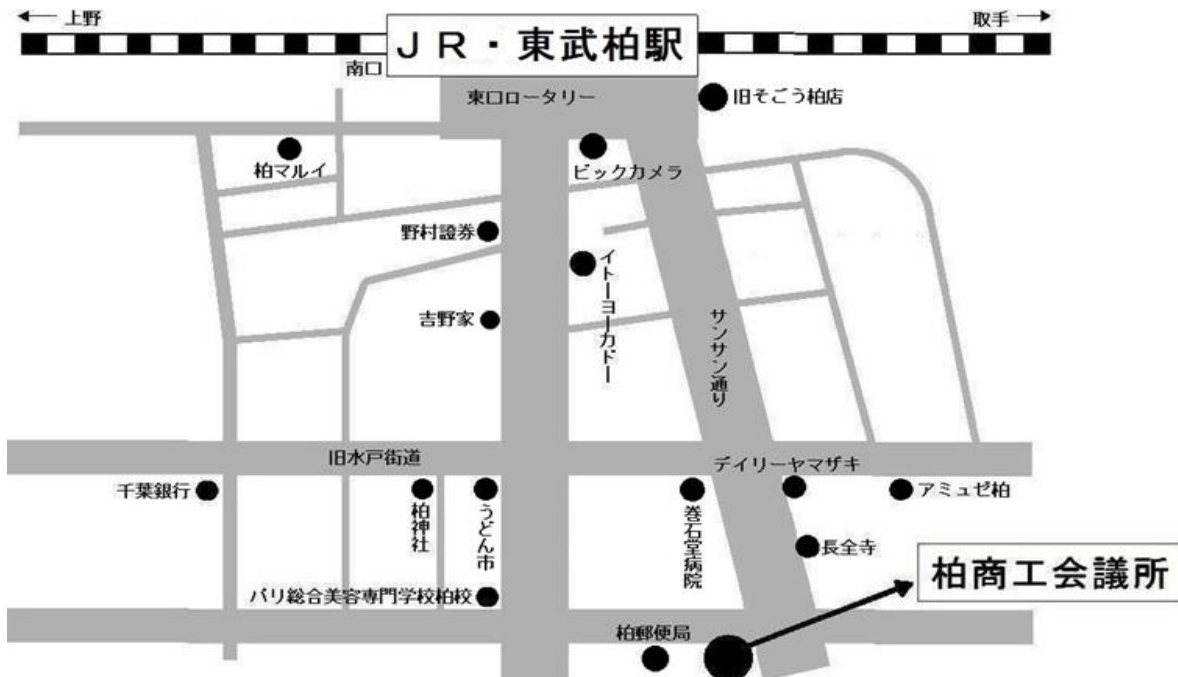 ← 上野
取手 →
JR・東武柏駅
南口
東口ロータリー
旧そごう柏店
柏マルイ
ビックカメラ
野村證券
イトーヨーカドー
吉野家
サンサン通り
旧水戸街道
デイリーヤマザキ
千葉銀行
柏神社
うどん市
巻石堂病院
アミュゼ柏
長全寺
柏商工会議所
パリ総合美容専門学校柏校
柏郵便局